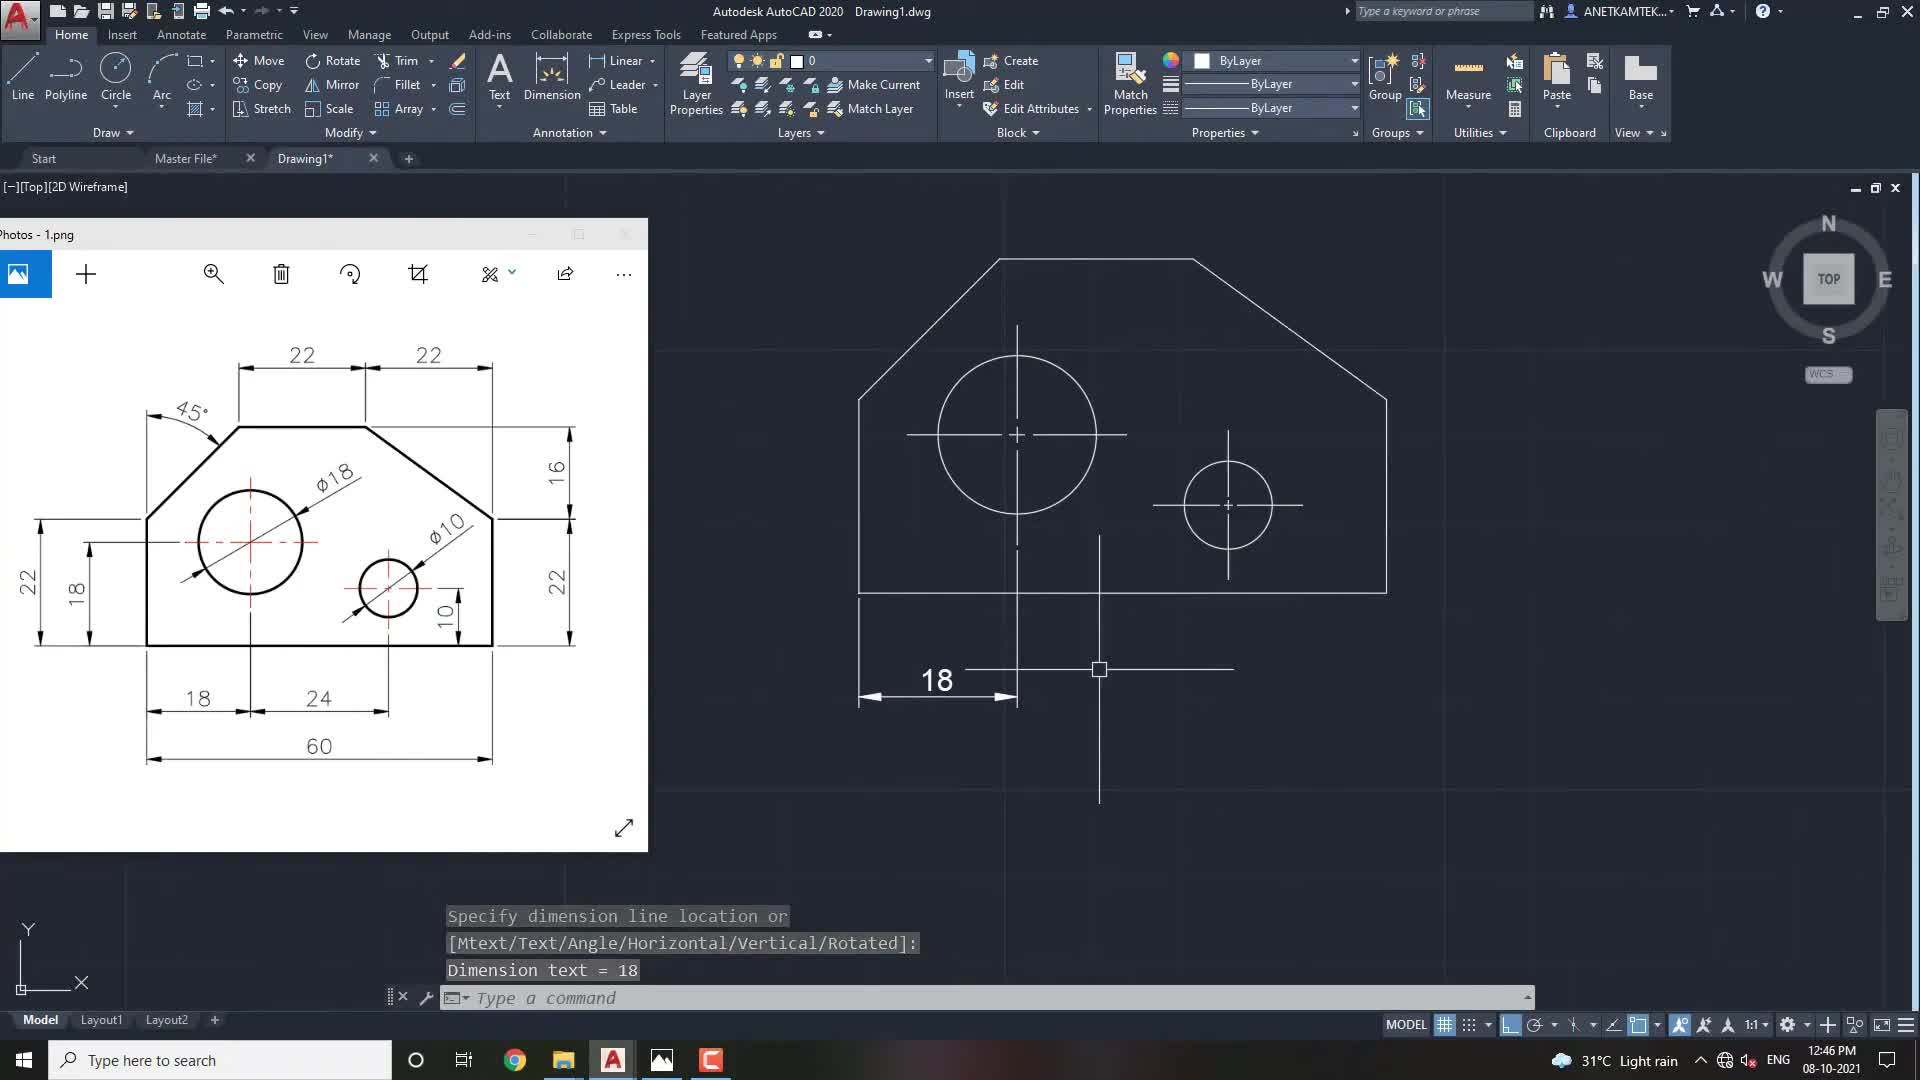 Autodesk AutoCAD 2020 Drawing1.dwg
Type a keyword or phrase
ANETKAMTEK...
Home Insert Annotate Parametric View Manage Output Add-ins Collaborate Express Tools Featured Apps
Line Polyline Circle Arc
Move Rotate Trim
Copy Mirror Fillet
Stretch Scale Array
Text Dimension
Linear
Leader
Table
Layer Properties
0
Make Current
Match Layer
Insert
Create
Edit
Edit Attributes
Match Properties
ByLayer
ByLayer
ByLayer
Group Measure Paste Base
Draw Modify Annotation Layers Block Properties Groups Utilities Clipboard View
Start Master File* Drawing1*
[−][Top][2D Wireframe]
Photos - 1.png
N
W TOP E
S
WCS
22 22
45°
16
ø18
ø10
22
18
10
22
18 24
60
18
Specify dimension line location or
[Mtext/Text/Angle/Horizontal/Vertical/Rotated]:
Dimension text = 18
Type a command
Y
X
Model Layout1 Layout2
MODEL 1:1
Type here to search
31°C Light rain ENG
12:46 PM
08-10-2021